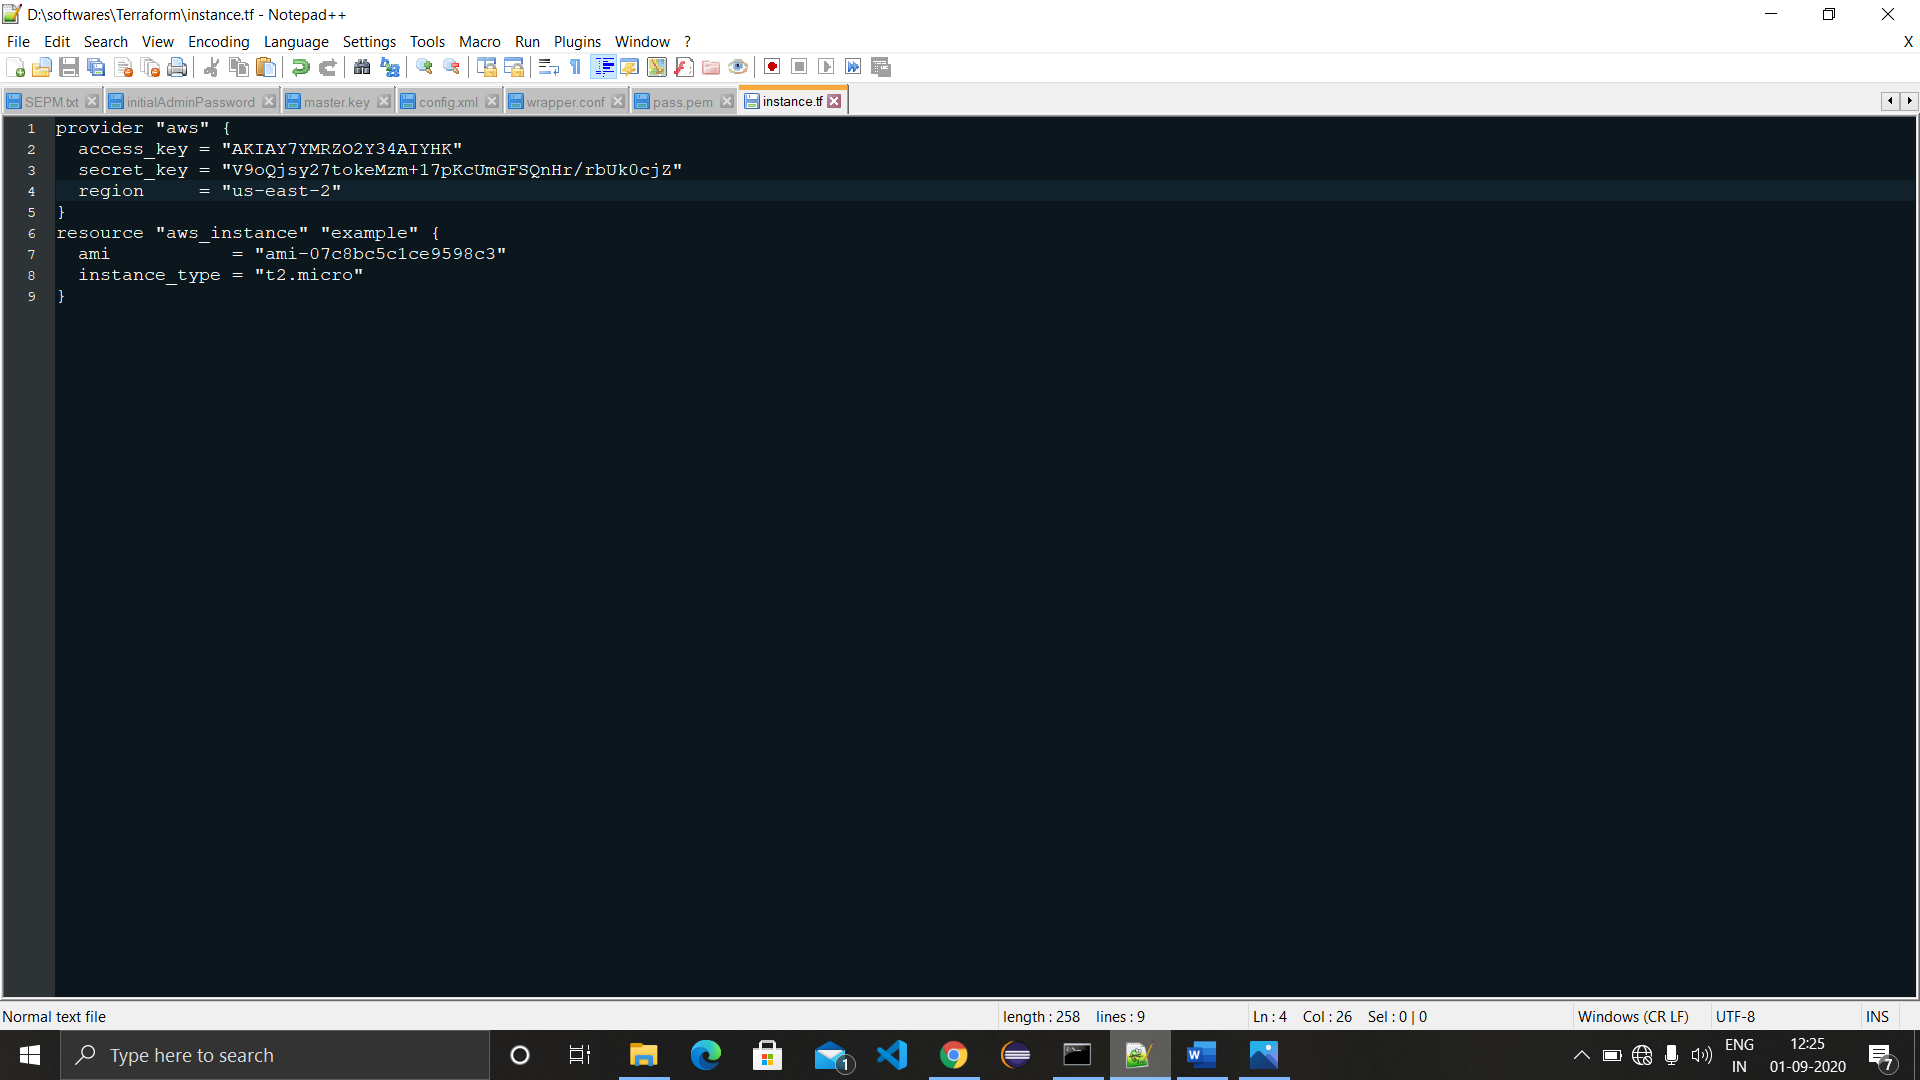 D:\softwares\Terraform\instance.tf - Notepad++
File Edit Search View Encoding Language Settings Tools Macro Run Plugins Window ? X
SEPM.txt initialAdminPassword master.key config.xml wrapper.conf pass.pem instance.tf
1 provider "aws" {
2 access_key = "AKIAY7YMRZO2Y34AIYHK"
3 secret_key = "V9oQjsy27tokeMzm+17pKcUmGFSQnHr/rbUk0cjZ"
4 region = "us-east-2"
5 }
6 resource "aws_instance" "example" {
7 ami = "ami-07c8bc5c1ce9598c3"
8 instance_type = "t2.micro"
9 }
Normal text file length : 258 lines : 9 Ln : 4 Col : 26 Sel : 0 | 0 Windows (CR LF) UTF-8 INS
Type here to search 1 ENG 12:25
IN 01-09-2020 7